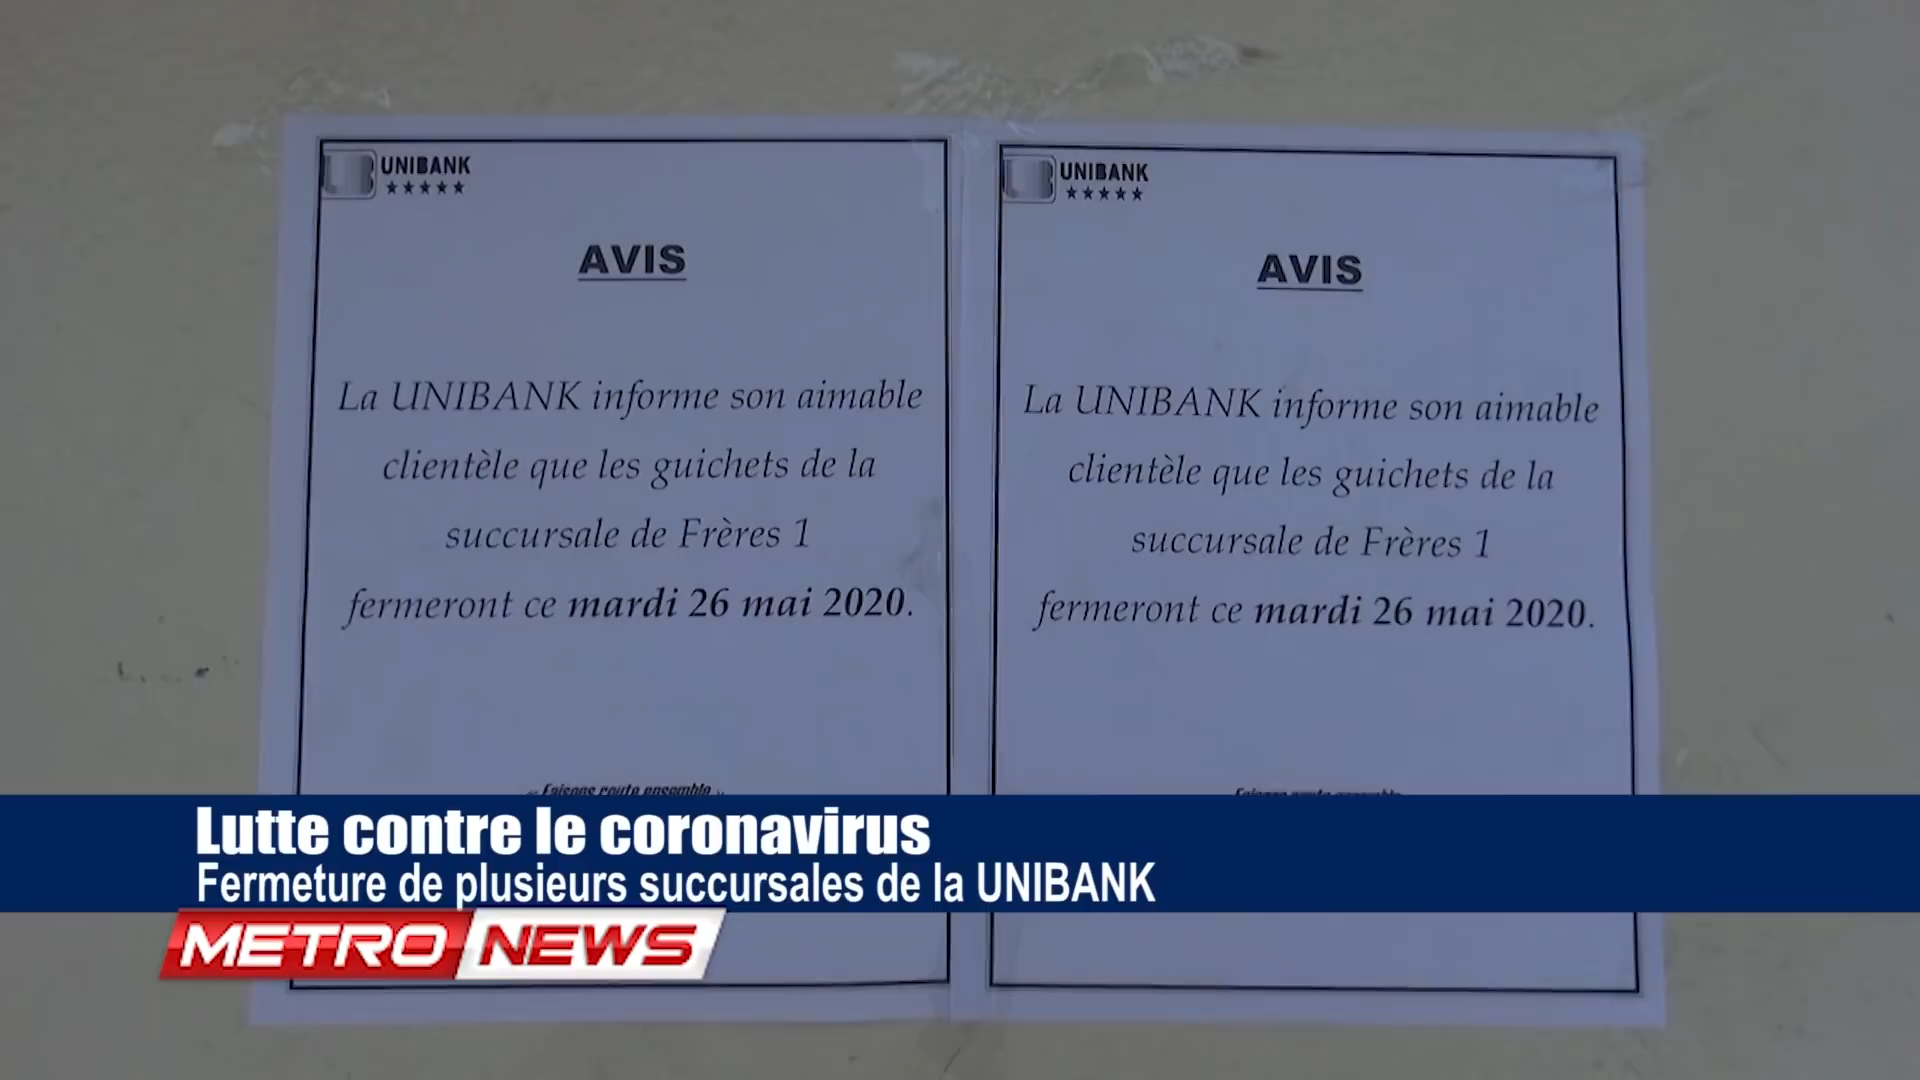 UNIBANK
AVIS
La UNIBANK informe son aimable
clientèle que les guichets de la
succursale de Frères 1
fermeront ce mardi 26 mai 2020.
« Faisons route ensemble »
UNIBANK
AVIS
La UNIBANK informe son aimable
clientèle que les guichets de la
succursale de Frères 1
fermeront ce mardi 26 mai 2020.
Lutte contre le coronavirus
Fermeture de plusieurs succursales de la UNIBANK
METRO NEWS